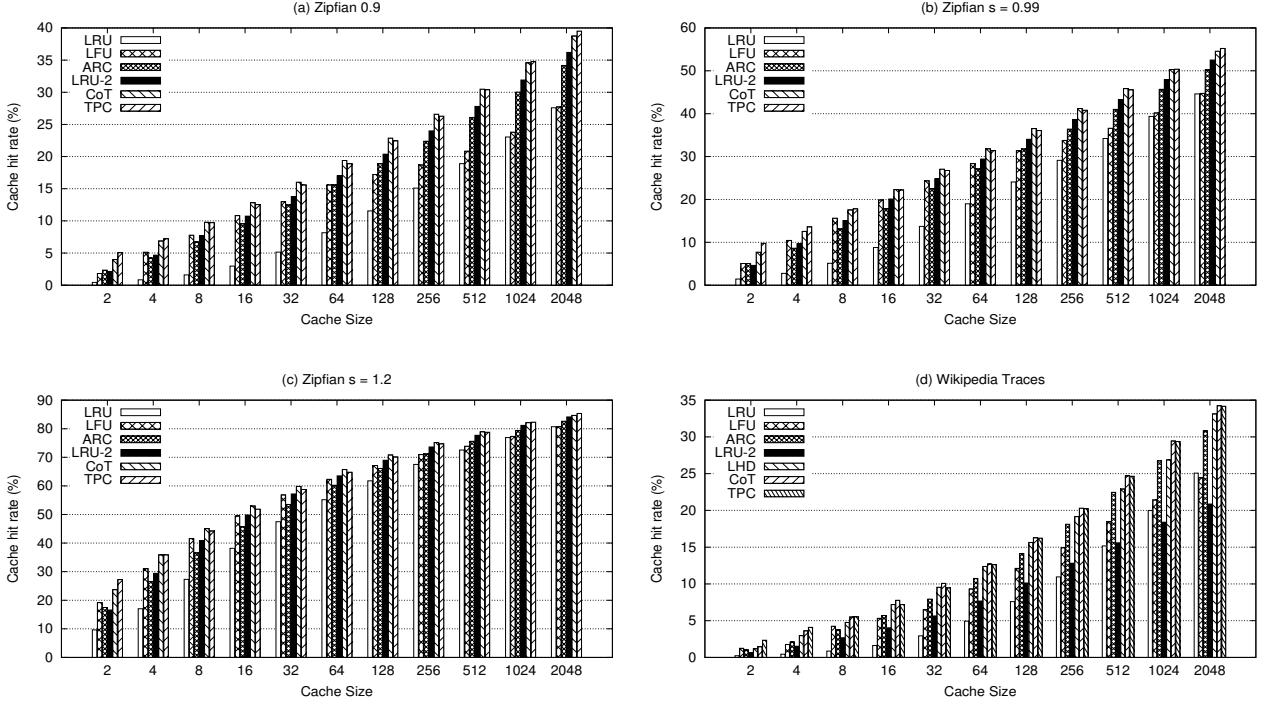 (a) Zipfian 0.9
Cache hit rate (%)
40
35
30
25
20
15
10
5
0
LRU
LFU
ARC
LRU-2
CoT
TPC
2 4 8 16 32 64 128 256 512 1024 2048
Cache Size
(b) Zipfian s = 0.99
Cache hit rate (%)
60
50
40
30
20
10
0
LRU
LFU
ARC
LRU-2
CoT
TPC
2 4 8 16 32 64 128 256 512 1024 2048
Cache Size
(c) Zipfian s = 1.2
Cache hit rate (%)
90
80
70
60
50
40
30
20
10
0
LRU
LFU
ARC
LRU-2
CoT
TPC
2 4 8 16 32 64 128 256 512 1024 2048
Cache Size
(d) Wikipedia Traces
Cache hit rate (%)
35
30
25
20
15
10
5
0
LRU
LFU
ARC
LRU-2
LHD
CoT
TPC
2 4 8 16 32 64 128 256 512 1024 2048
Cache Size